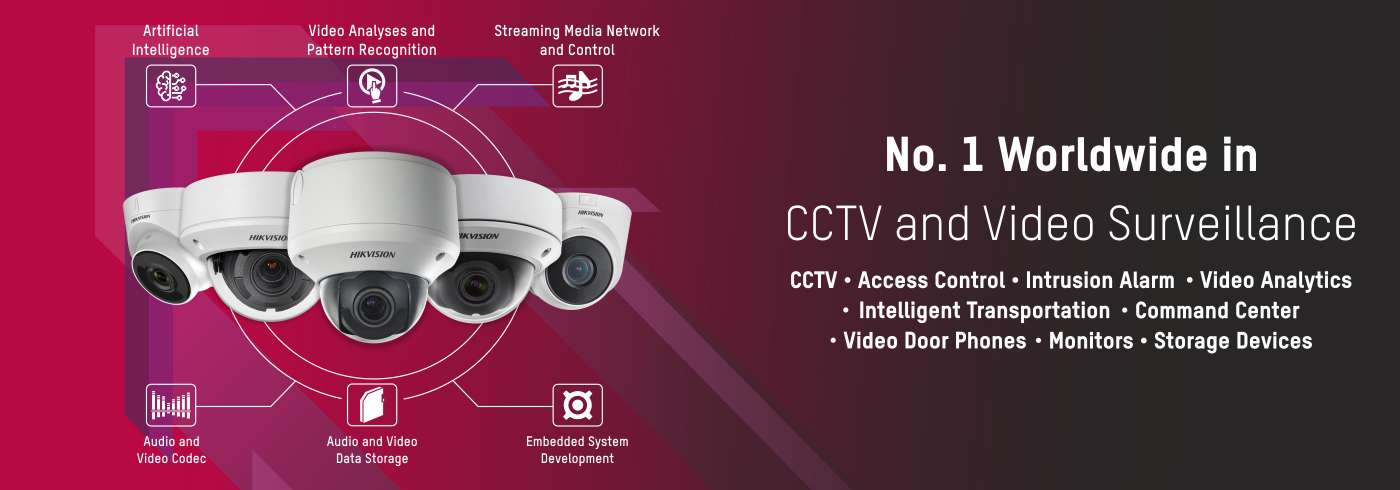 Artificial
Intelligence
Video Analyses and
Pattern Recognition
Streaming Media Network
and Control
HIKVISION
HIKVISION
HIKVISION
HIKVISION
Audio and
Video Codec
Audio and Video
Data Storage
Embedded System
Development
No. 1 Worldwide in
CCTV and Video Surveillance
CCTV • Access Control • Intrusion Alarm • Video Analytics
• Intelligent Transportation • Command Center
• Video Door Phones • Monitors • Storage Devices